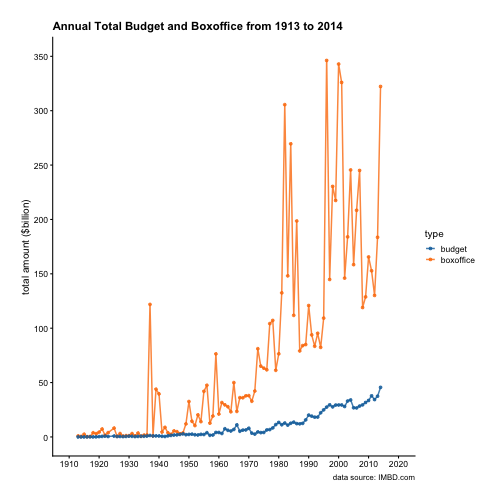 Annual Total Budget and Boxoffice from 1913 to 2014
350
300
250
200
150
100
50
0
total amount ($billion)
1910 1920 1930 1940 1950 1960 1970 1980 1990 2000 2010 2020
type
budget
boxoffice
data source: IMBD.com